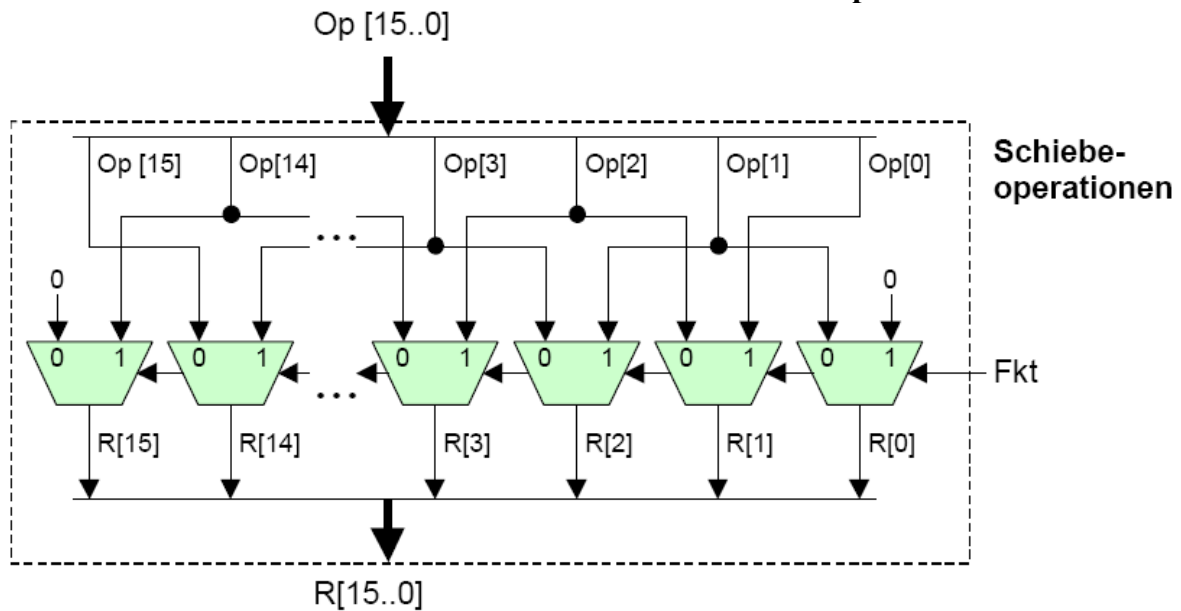 Op [15..0]
Op [15] Op[14] Op[3] Op[2] Op[1] Op[0]
Schiebe-
operationen
...
0 0
0 1 0 1 0 1 0 1 0 1 0 1
... Fkt
R[15] R[14] R[3] R[2] R[1] R[0]
R[15..0]